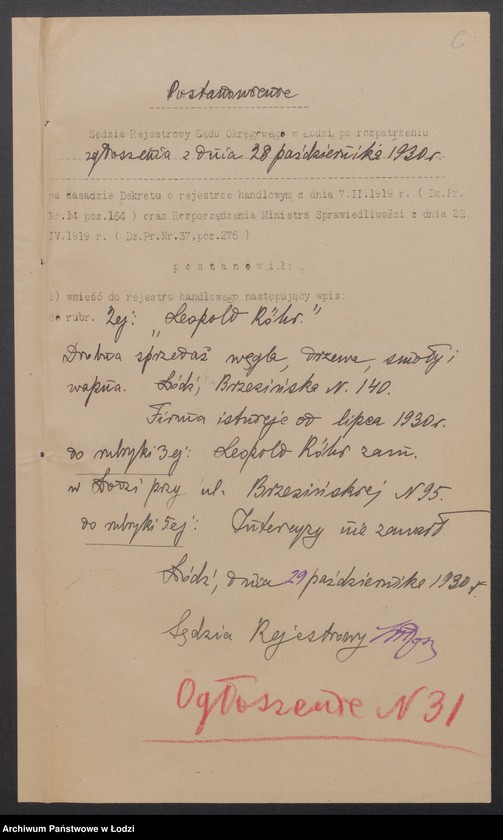 6
Postanowienie
Sędzia Rejestrowy Sądu Okręgowego w Łodzi, po rozpatrzeniu
zgłoszenia z dnia 28 października 1930 r.
na zasadzie Dekretu o rejestrze handlowym z dnia 7.II.1919 r. ( Dz.Pr.
Nr.14 poz.164 ) oraz Rozporządzenia Ministra Sprawiedliwości z dnia 22
IV.1919 r. ( Dz.Pr.Nr.37,poz.278 )
postanowił:
1) wnieść do rejestru handlowego następujący wpis:
do rubr. 2ej: „Leopold Röhr."
Drobna sprzedaż węgla, drzewa, smoły i
wapna. Łódź, Brzezińska N. 140.
Firma istnieje od lipca 1930 r.
do rubryki 3ej: Leopold Röhr zam.
w Łodzi przy ul. Brzezińskiej N 95.
do rubryki 5ej: Intercyzy nie zawarł
Łódź, dnia 29 października 1930 r.
Sędzia Rejestrowy
Ogłoszenie N 31
Archiwum Państwowe w Łodzi